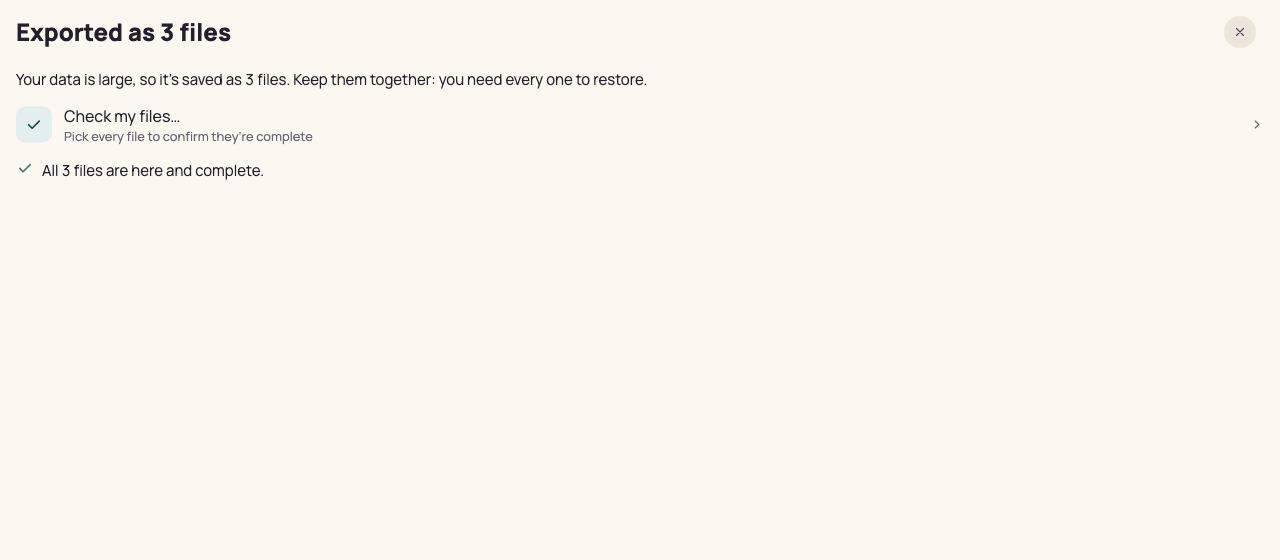 Exported as 3 files
Your data is large, so it's saved as 3 files. Keep them together: you need every one to restore.
Check my files…
Pick every file to confirm they're complete
All 3 files are here and complete.